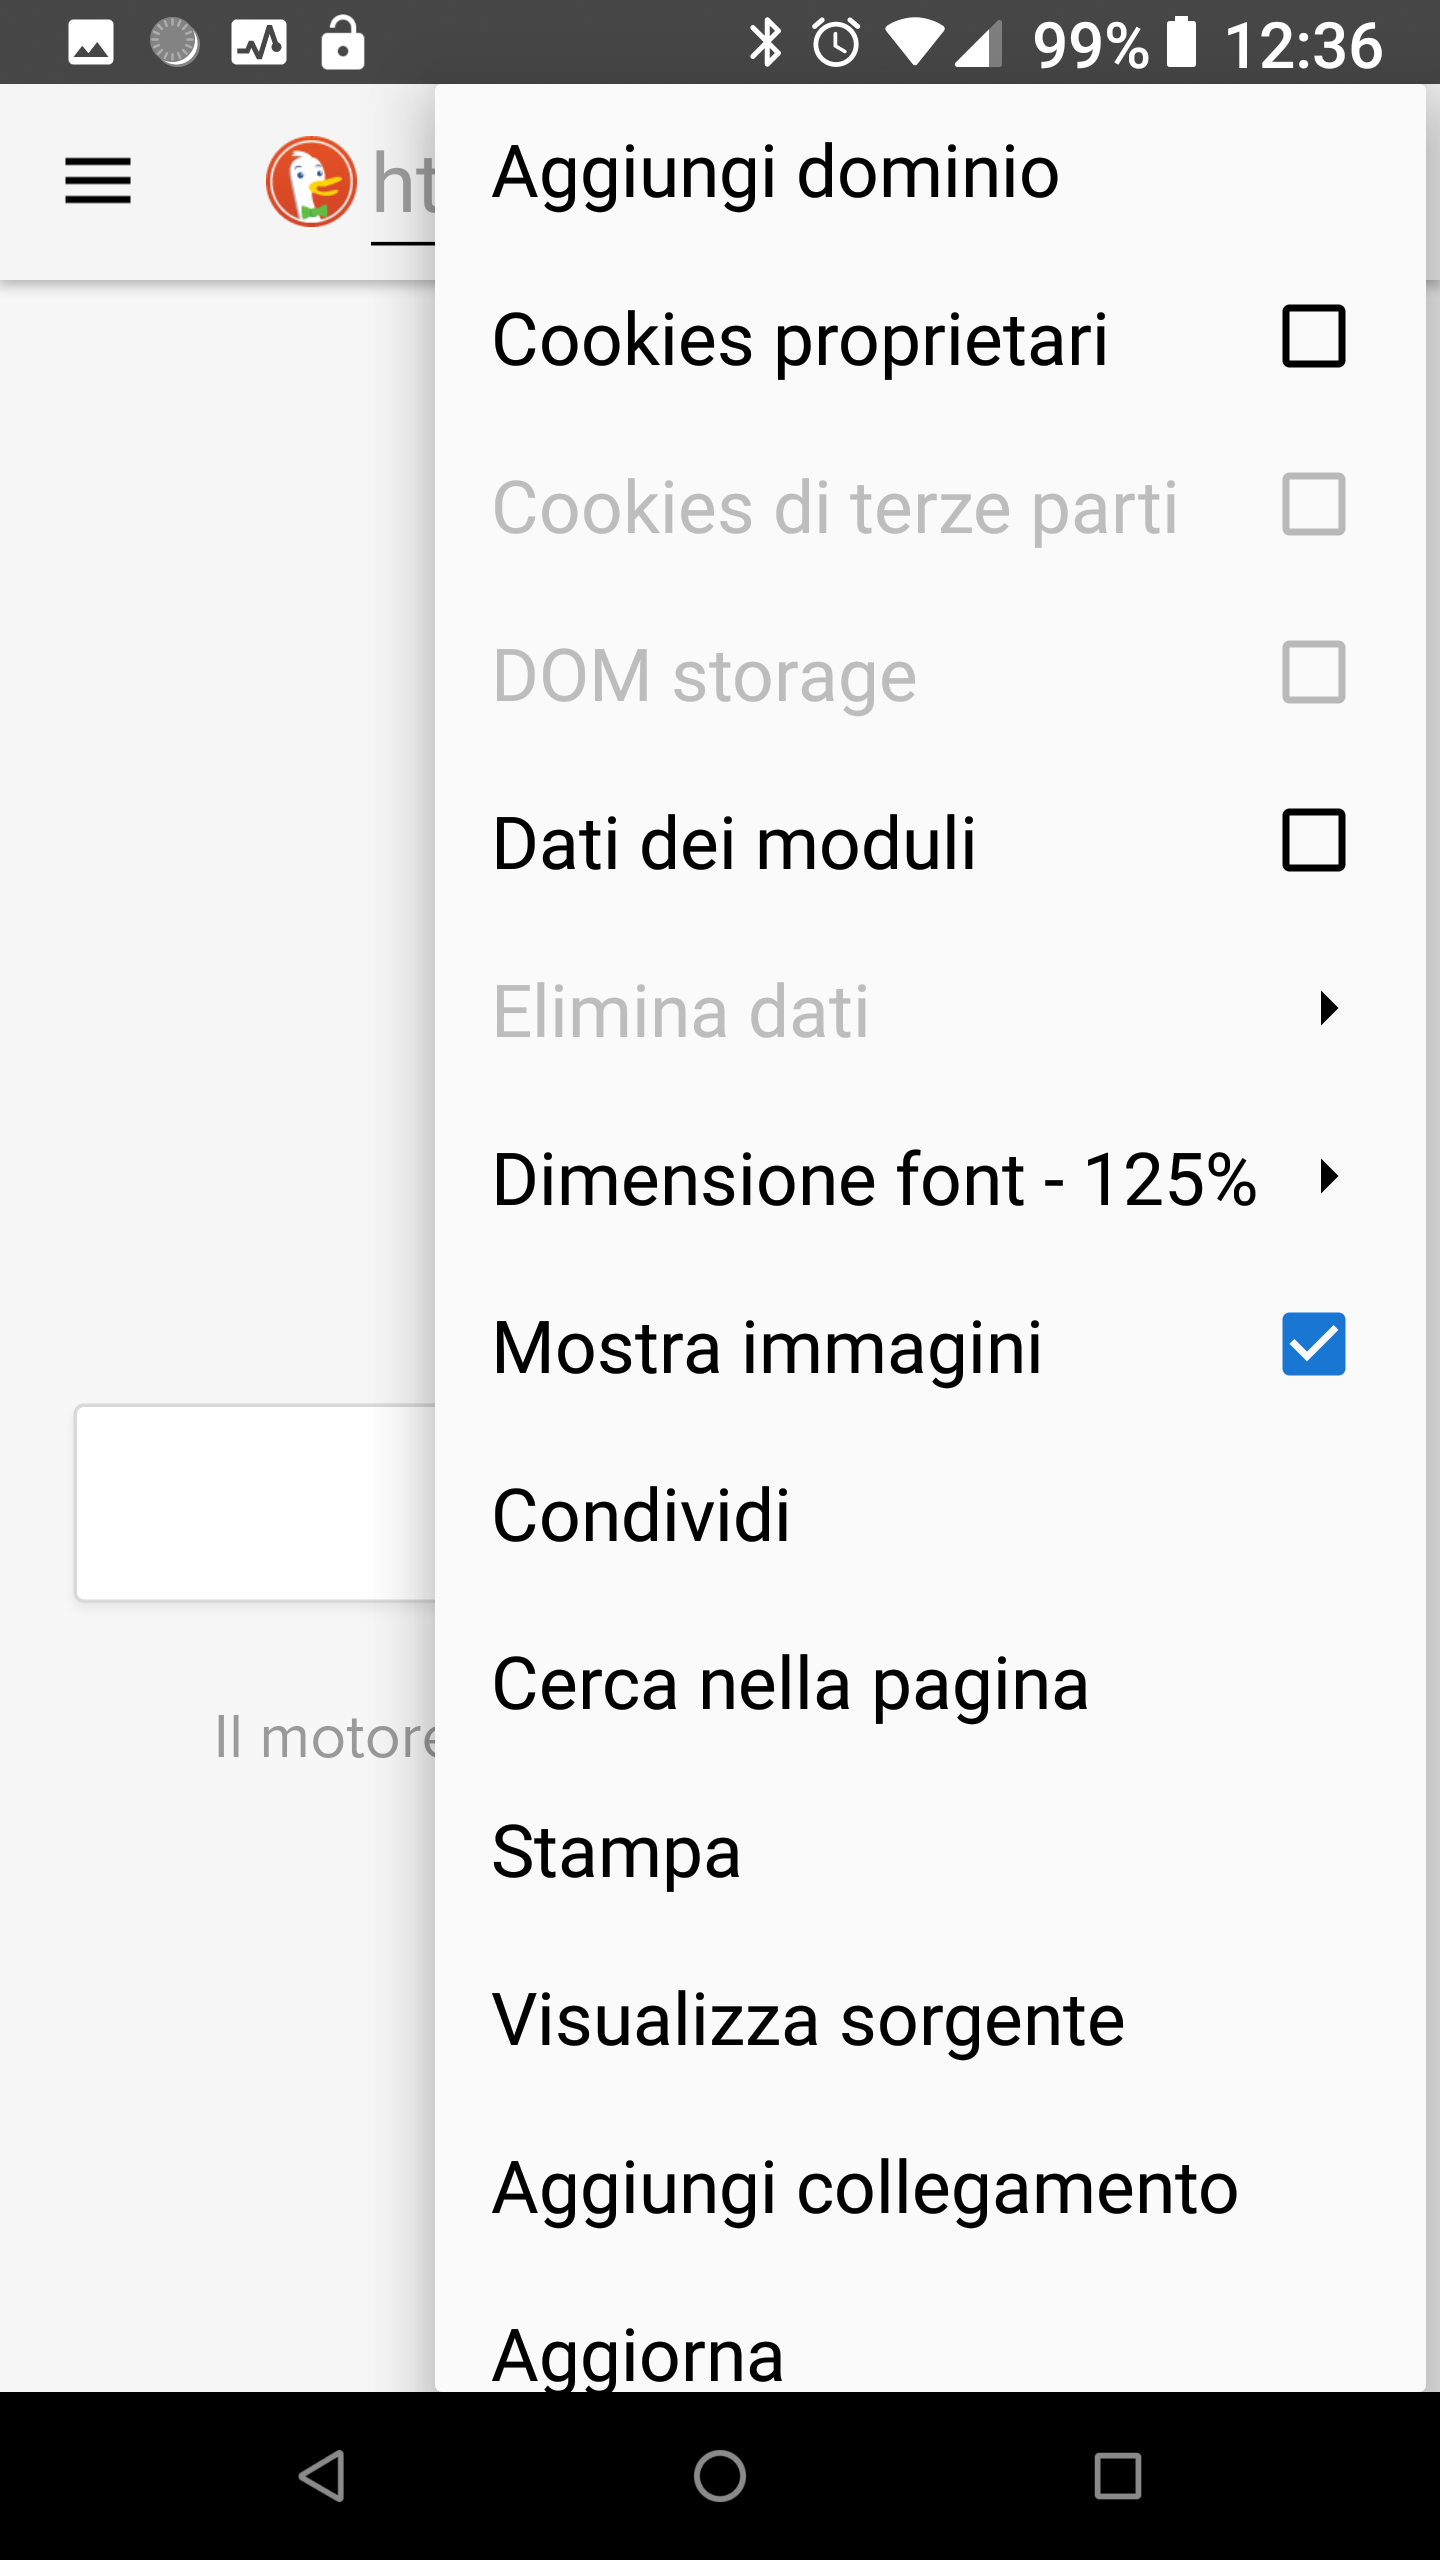 99% 12:36
ht
Aggiungi dominio
Cookies proprietari
Cookies di terze parti
DOM storage
Dati dei moduli
Elimina dati
Dimensione font - 125%
Mostra immagini
Condividi
Cerca nella pagina
Il motore
Stampa
Visualizza sorgente
Aggiungi collegamento
Aggiorna